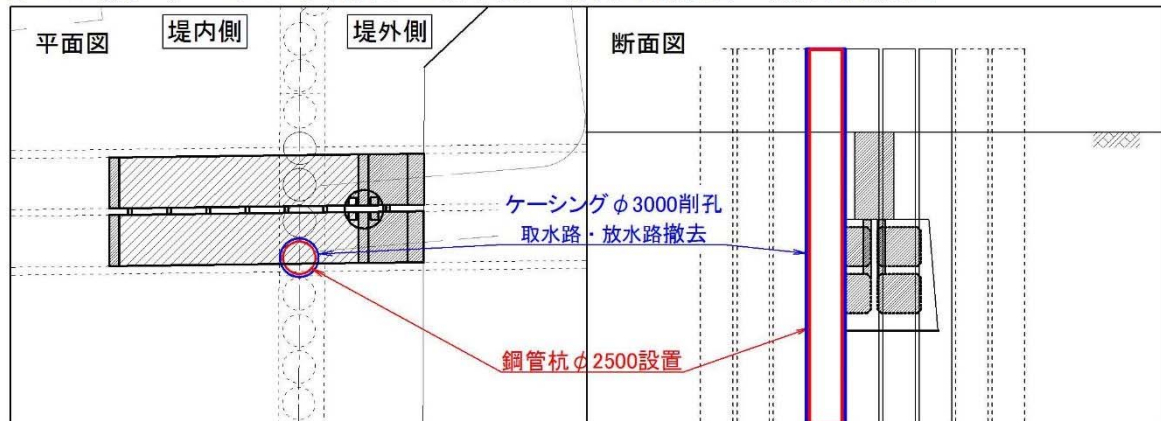 平面図
堤内側
堤外側
断面図
ケーシングφ3000削孔
取水路・放水路撤去
鋼管杭φ2500設置